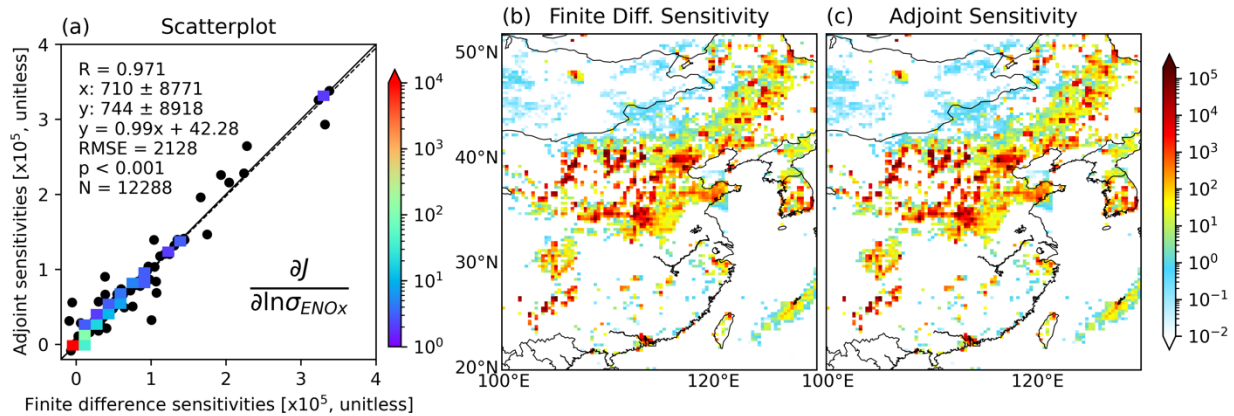 (a) Scatterplot
R = 0.971
x: 710 ± 8771
y: 744 ± 8918
y = 0.99x + 42.28
RMSE = 2128
p < 0.001
N = 12288
∂J
∂lnσ_ENOx
Adjoint sensitivities [x10⁵, unitless]
4
3
2
1
0
0 1 2 3 4
Finite difference sensitivities [x10⁵, unitless]
10⁴
10³
10²
10¹
10⁰
(b) Finite Diff. Sensitivity
50°N
40°N
30°N
20°N
100°E 120°E
(c) Adjoint Sensitivity
100°E 120°E
10⁵
10⁴
10³
10²
10¹
10⁰
10⁻¹
10⁻²